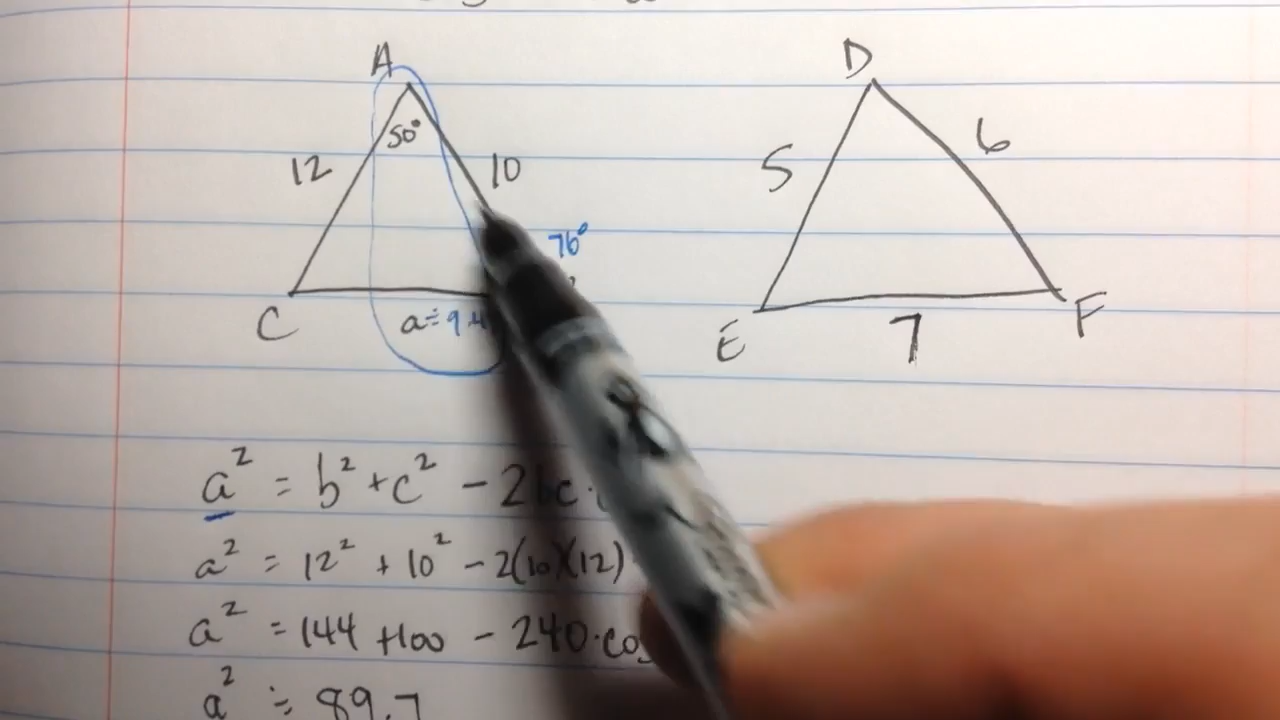 A D
50°
12 10 5 6
76°
C a ≐ 9.4 E 7 F
a² = b² + c² - 2bc ·
a² = 12² + 10² - 2(10)(12)
a² = 144 + 100 - 240 · cos
a² ≐ 89.7